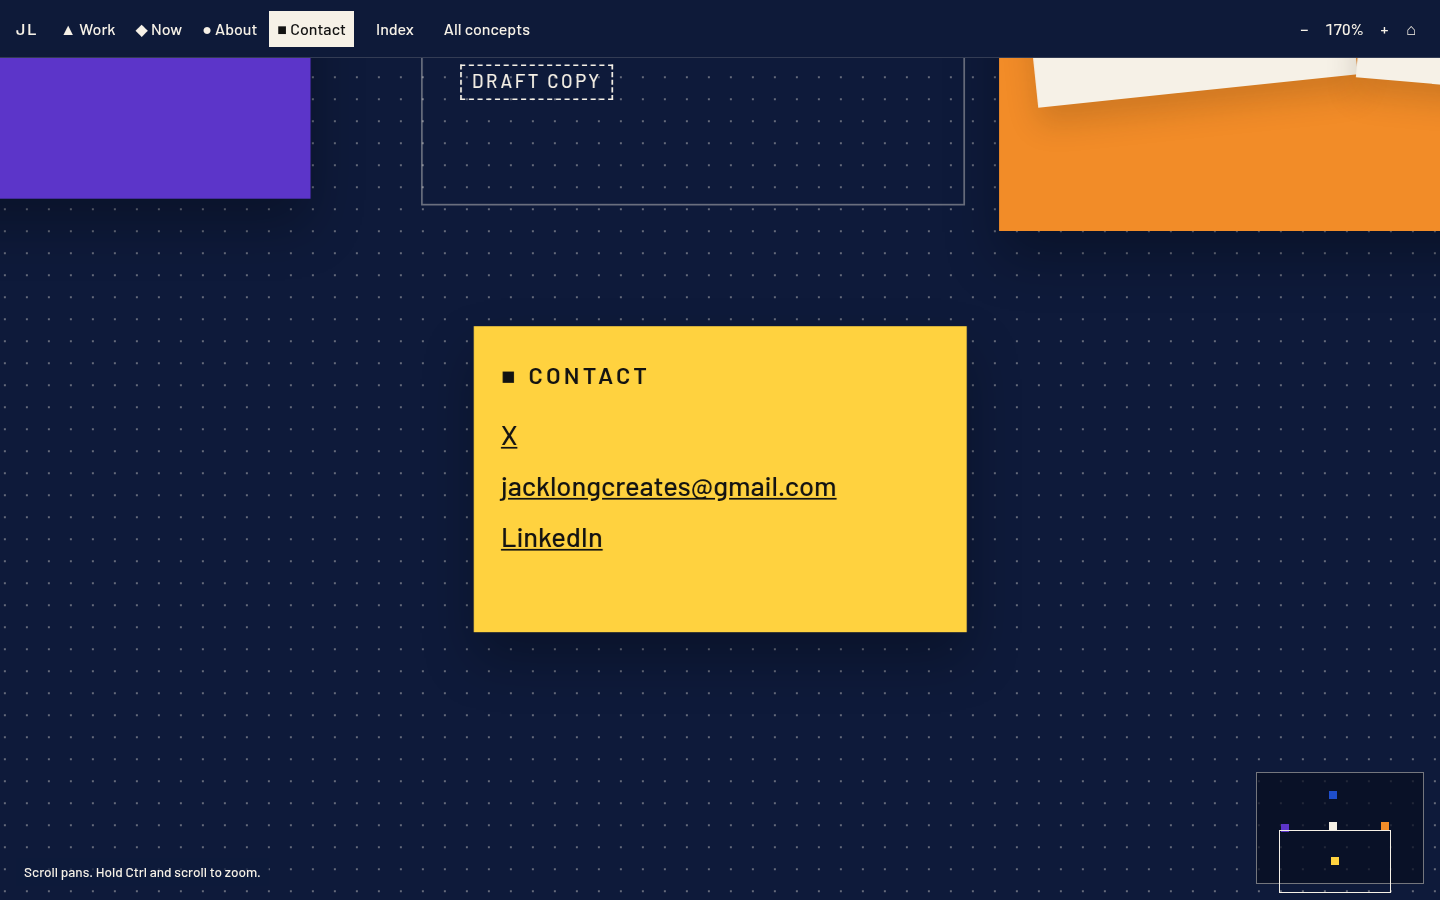 JL ▲ Work ◆ Now ● About ■ Contact Index All concepts − 170% + ⌂
DRAFT COPY
■ CONTACT
X
jacklongcreates@gmail.com
LinkedIn
Scroll pans. Hold Ctrl and scroll to zoom.